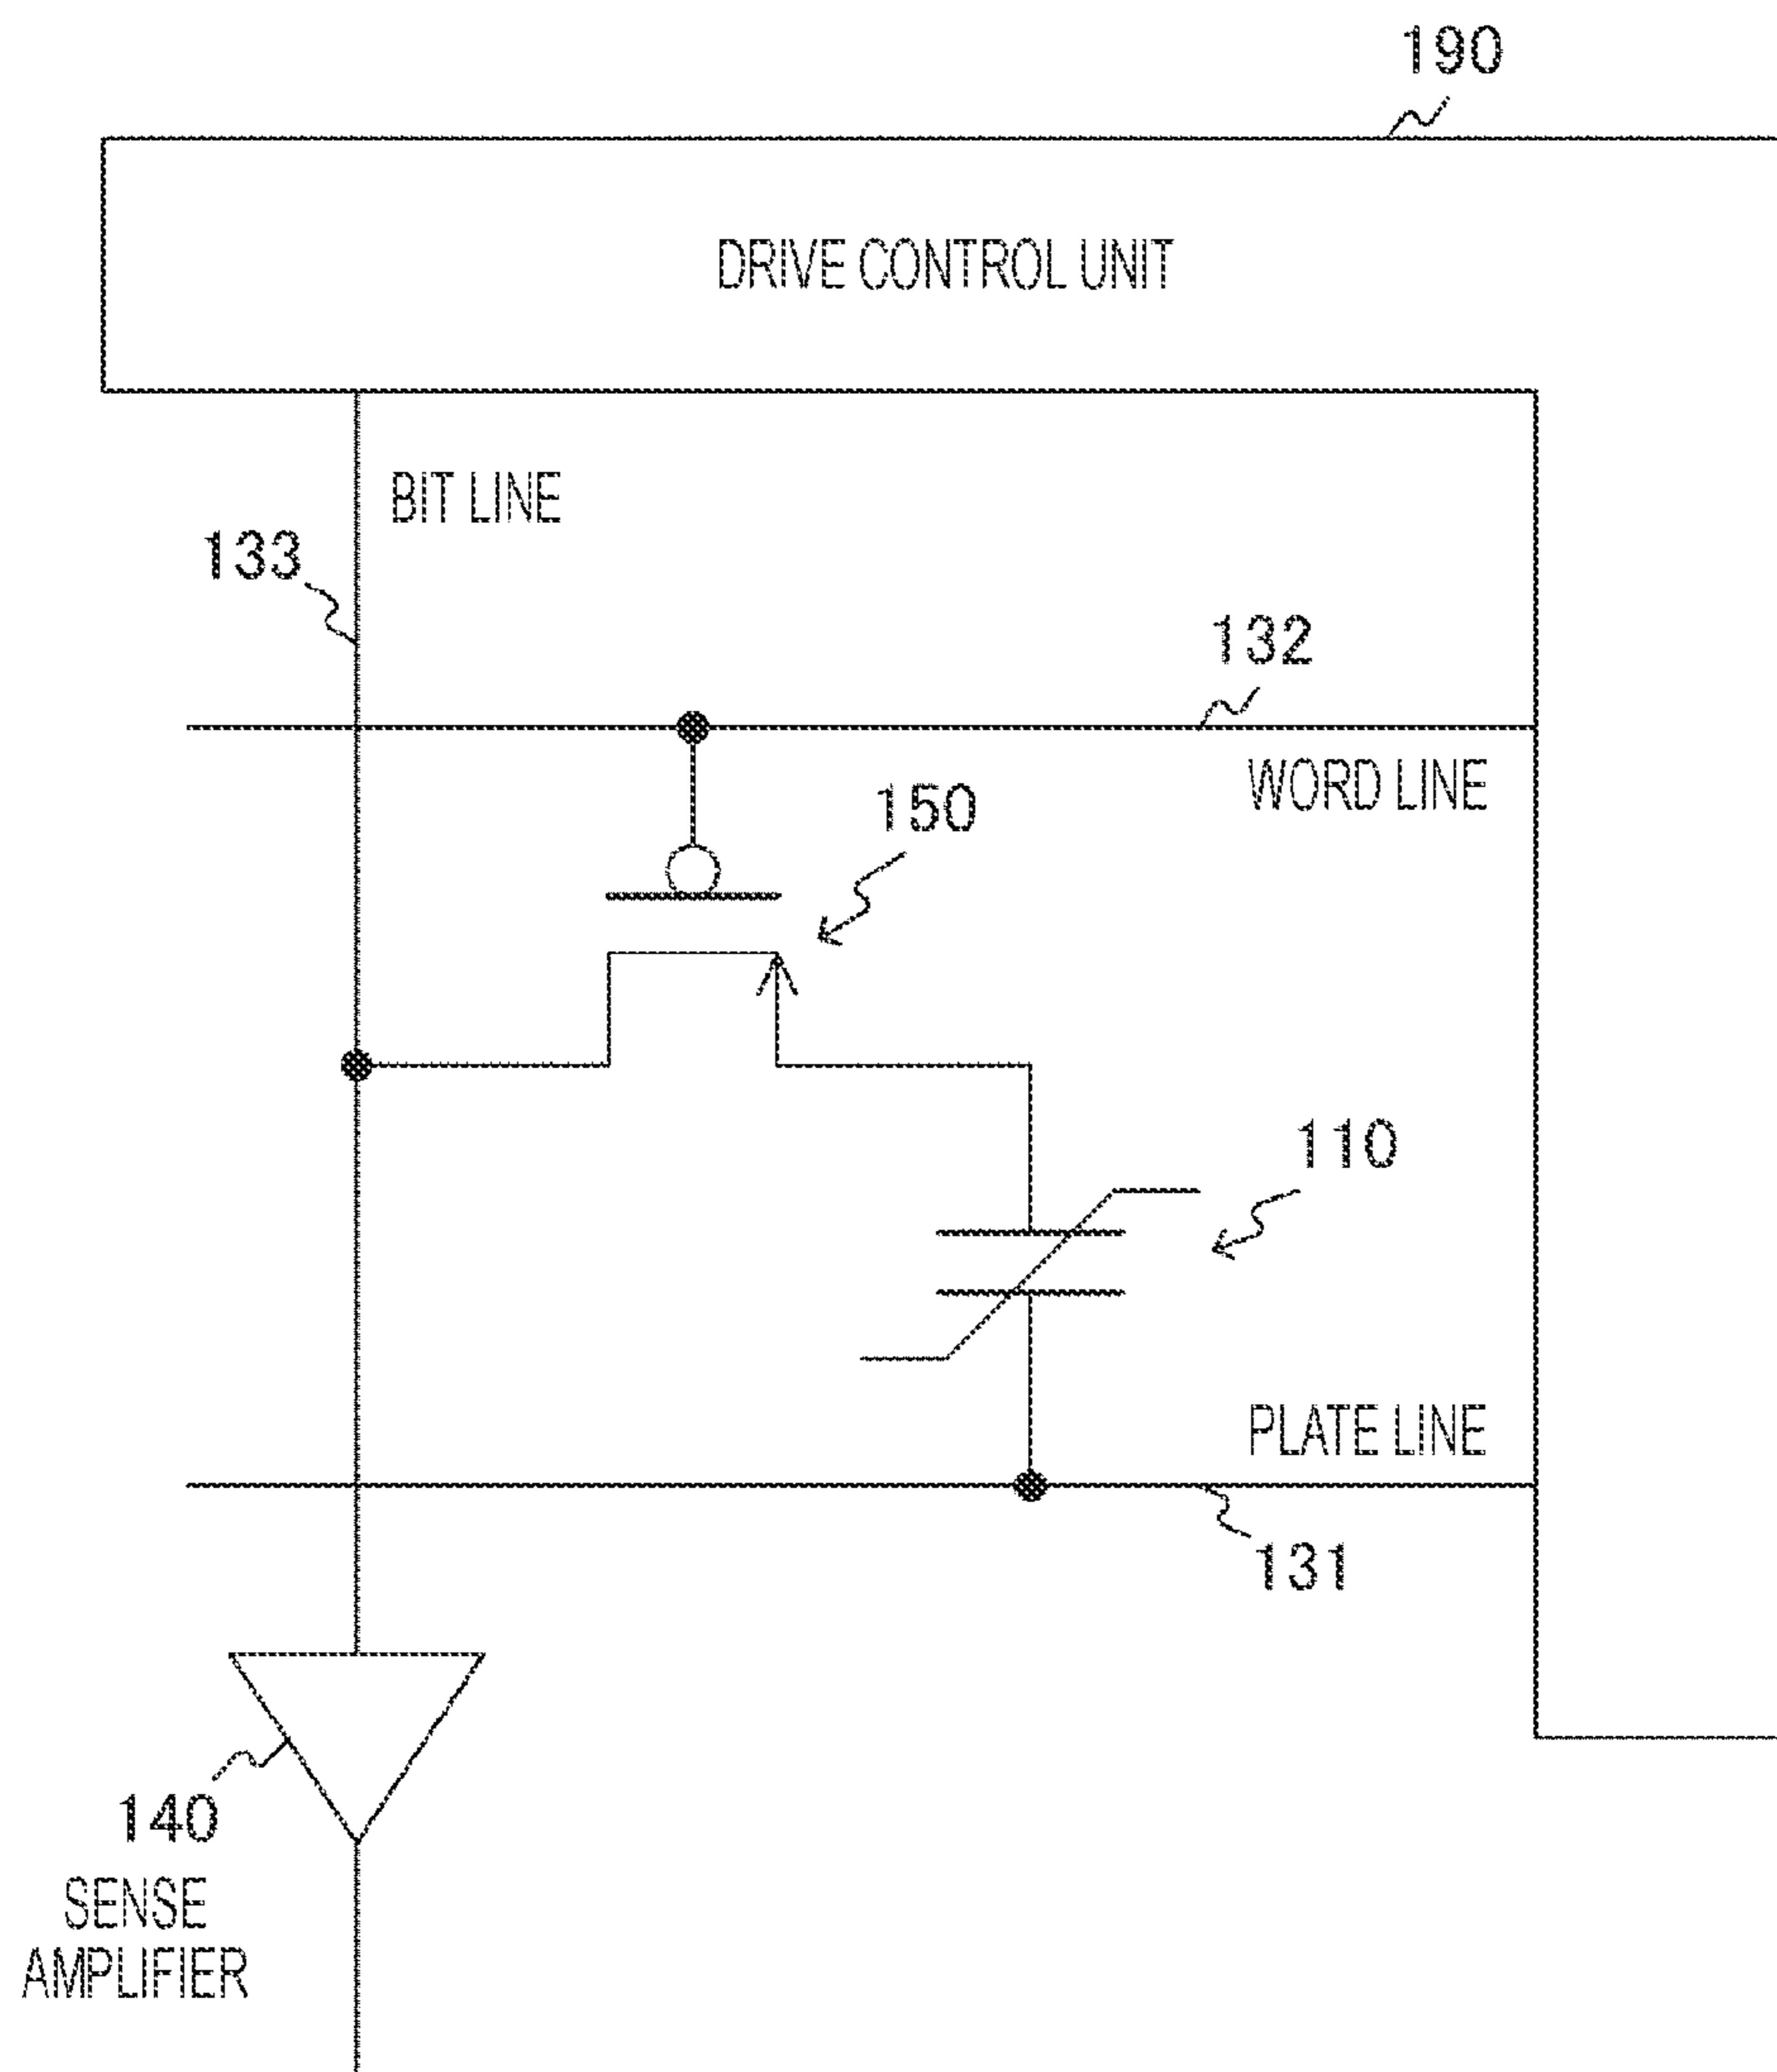 190
DRIVE CONTROL UNIT
BIT LINE
133
132
WORD LINE
150
110
PLATE LINE
131
140
SENSE
AMPLIFIER